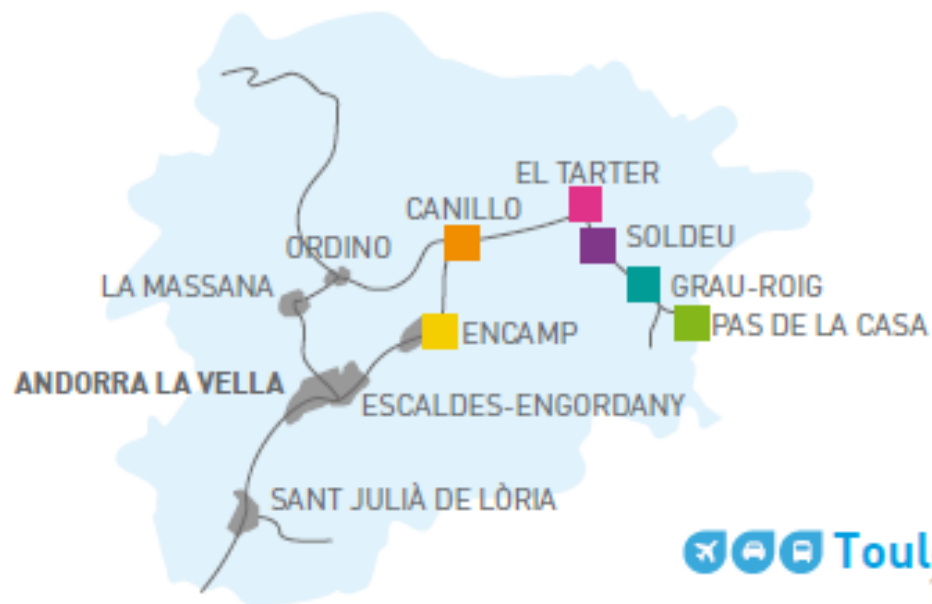 EL TARTER
CANILLO
SOLDEU
ORDINO
GRAU-ROIG
LA MASSANA
PAS DE LA CASA
ENCAMP
ANDORRA LA VELLA
ESCALDES-ENGORDANY
SANT JULIÀ DE LÒRIA